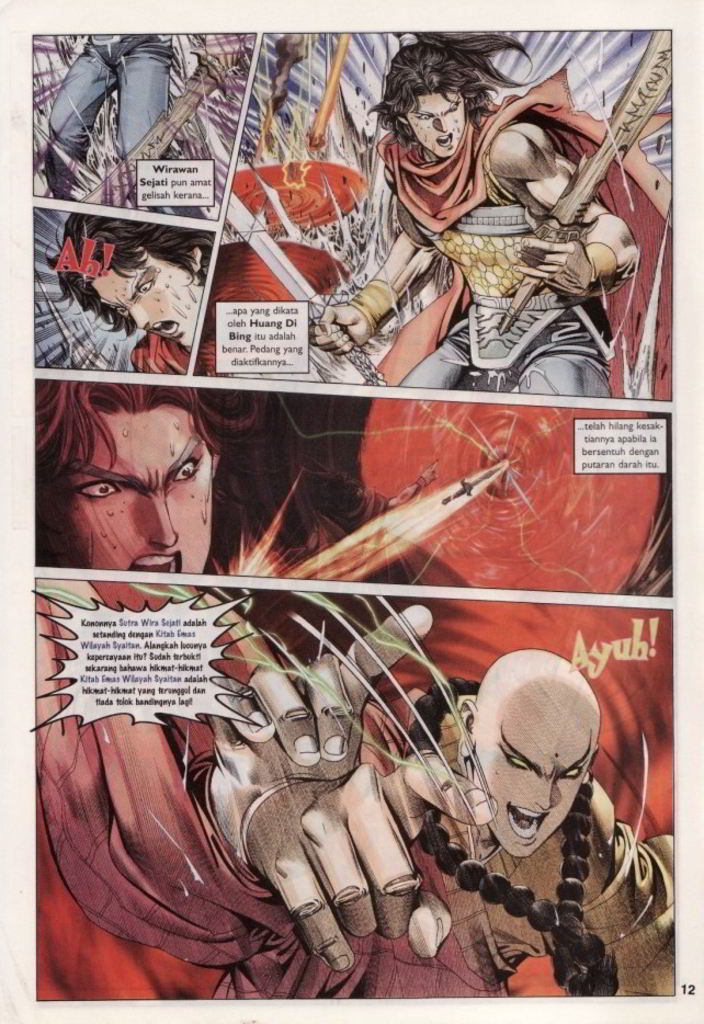 Wirawan
Sejati pun amat
gelisah kerana...
Ah!
...apa yang dikata
oleh Huang Di
Bing itu adalah
benar. Pedang yang
diaktifkannya...
...telah hilang kesak-
tiannya apabila ia
bersentuh dengan
putaran darah itu.
Kononnya Sutra Wira Sejati adalah
setanding dengan Kitab Emas
Wilayah Syaitan. Alangkah lucunya
kepercayaan itu? Sudah terbukti
sekarang bahawa hikmat-hikmat
Kitab Emas Wilayah Syaitan adalah
hikmat-hikmat yang terunggul dan
tiada tolok bandingnya lagi!
Ayuh!
12